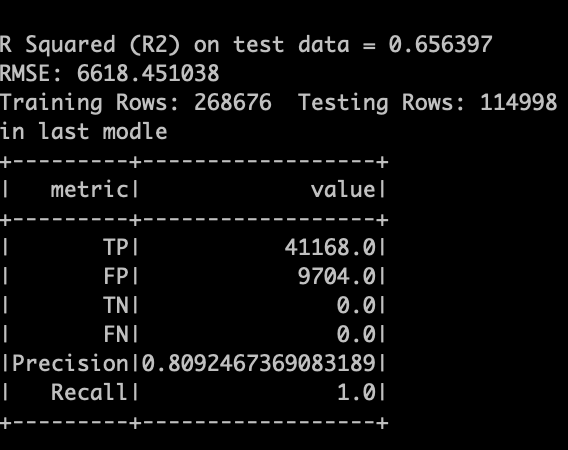 R Squared (R2) on test data = 0.656397
RMSE: 6618.451038
Training Rows: 268676  Testing Rows: 114998
in last modle
+---------+------------------+
|   metric|             value|
+---------+------------------+
|       TP|           41168.0|
|       FP|            9704.0|
|       TN|               0.0|
|       FN|               0.0|
|Precision|0.8092467369083189|
|   Recall|               1.0|
+---------+------------------+